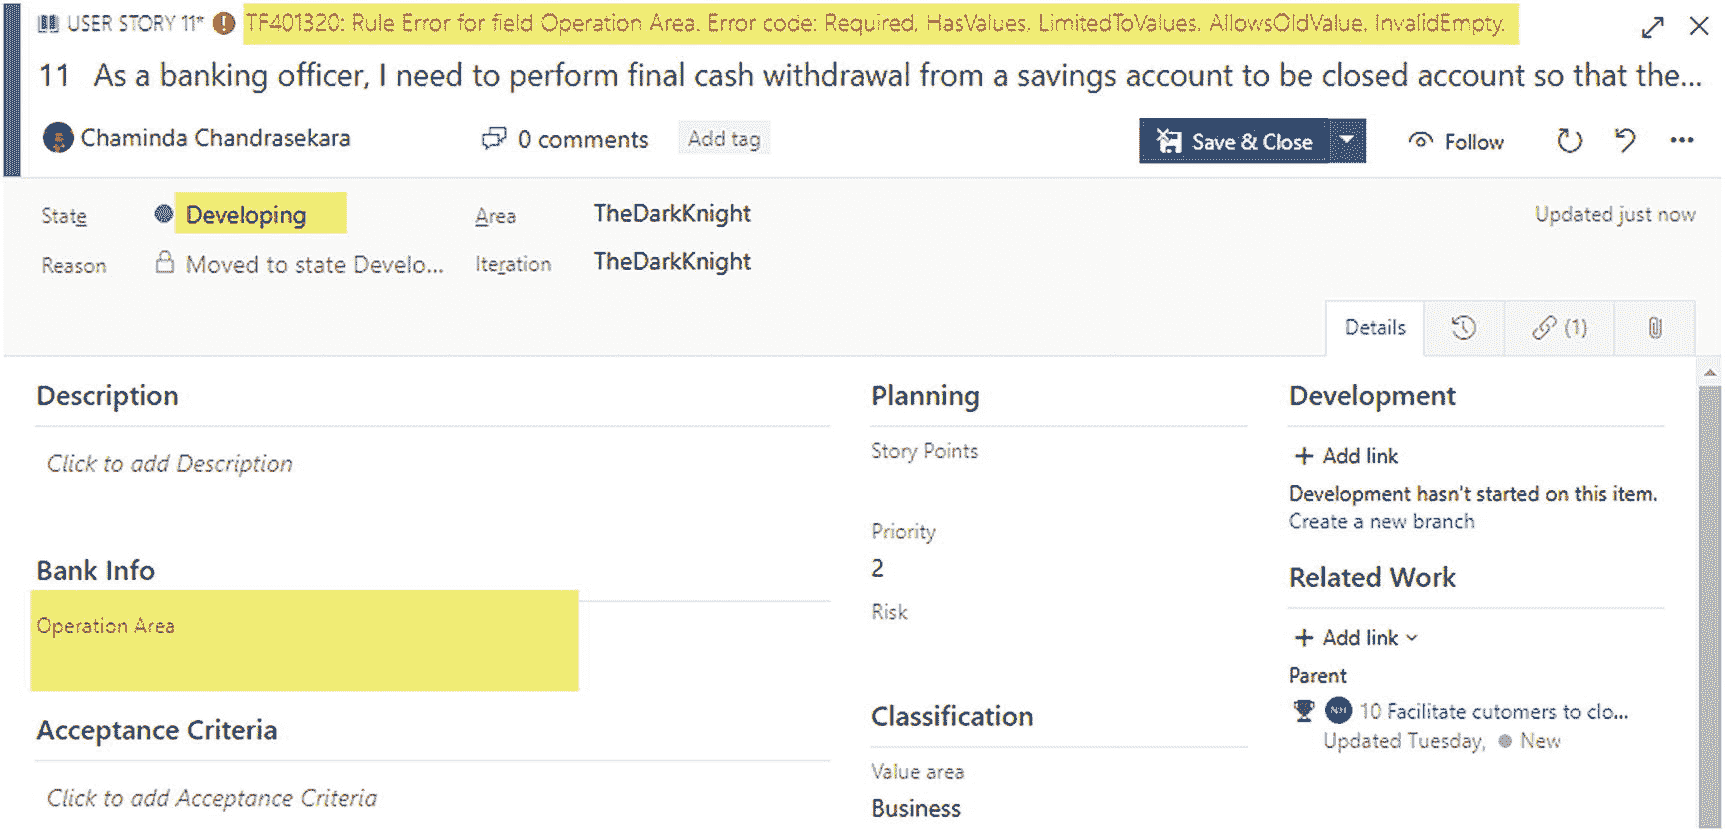 USER STORY 11* TF401320: Rule Error for field Operation Area. Error code: Required, HasValues, LimitedToValues, AllowsOldValue, InvalidEmpty.
11 As a banking officer, I need to perform final cash withdrawal from a savings account to be closed account so that the...
Chaminda Chandrasekara 0 comments Add tag Save & Close Follow
State Developing Area TheDarkKnight Updated just now
Reason Moved to state Develo... Iteration TheDarkKnight
Details (1)
Description
Click to add Description
Bank Info
Operation Area
Acceptance Criteria
Click to add Acceptance Criteria
Planning
Story Points
Priority
2
Risk
Classification
Value area
Business
Development
+ Add link
Development hasn't started on this item.
Create a new branch
Related Work
+ Add link
Parent
10 Facilitate cutomers to clo...
Updated Tuesday, New